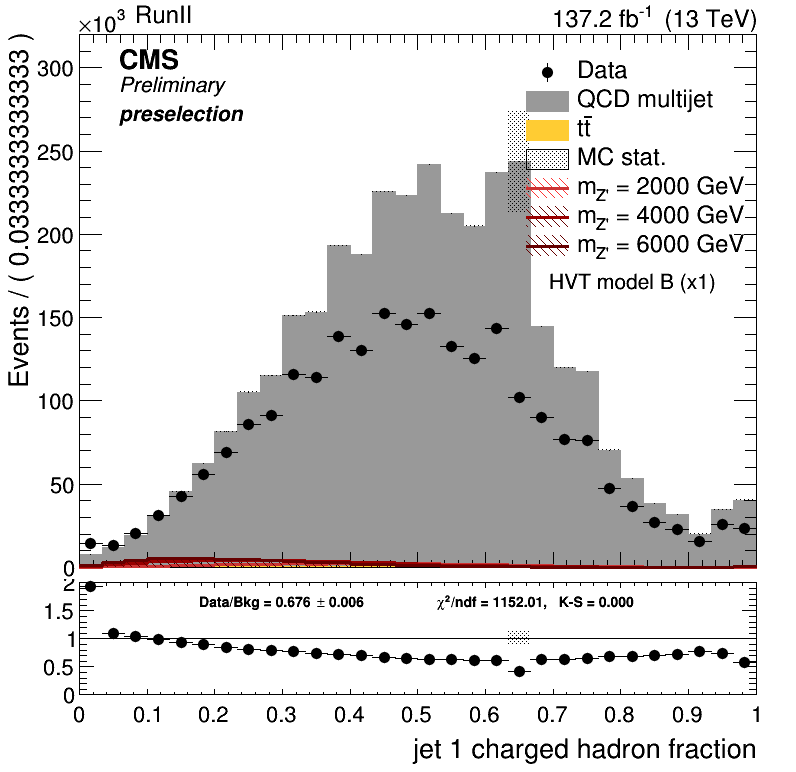 ×10³ RunII 137.2 fb⁻¹ (13 TeV)
CMS
Preliminary
preselection
Data
QCD multijet
tt̄
MC stat.
m_Z' = 2000 GeV
m_Z' = 4000 GeV
m_Z' = 6000 GeV
HVT model B (x1)
Events / ( 0.0333333333333333 )
300
250
200
150
100
50
0
Data/Bkg = 0.676 ± 0.006 χ²/ndf = 1152.01, K-S = 0.000
2
1.5
1
0.5
0
0 0.1 0.2 0.3 0.4 0.5 0.6 0.7 0.8 0.9 1
jet 1 charged hadron fraction